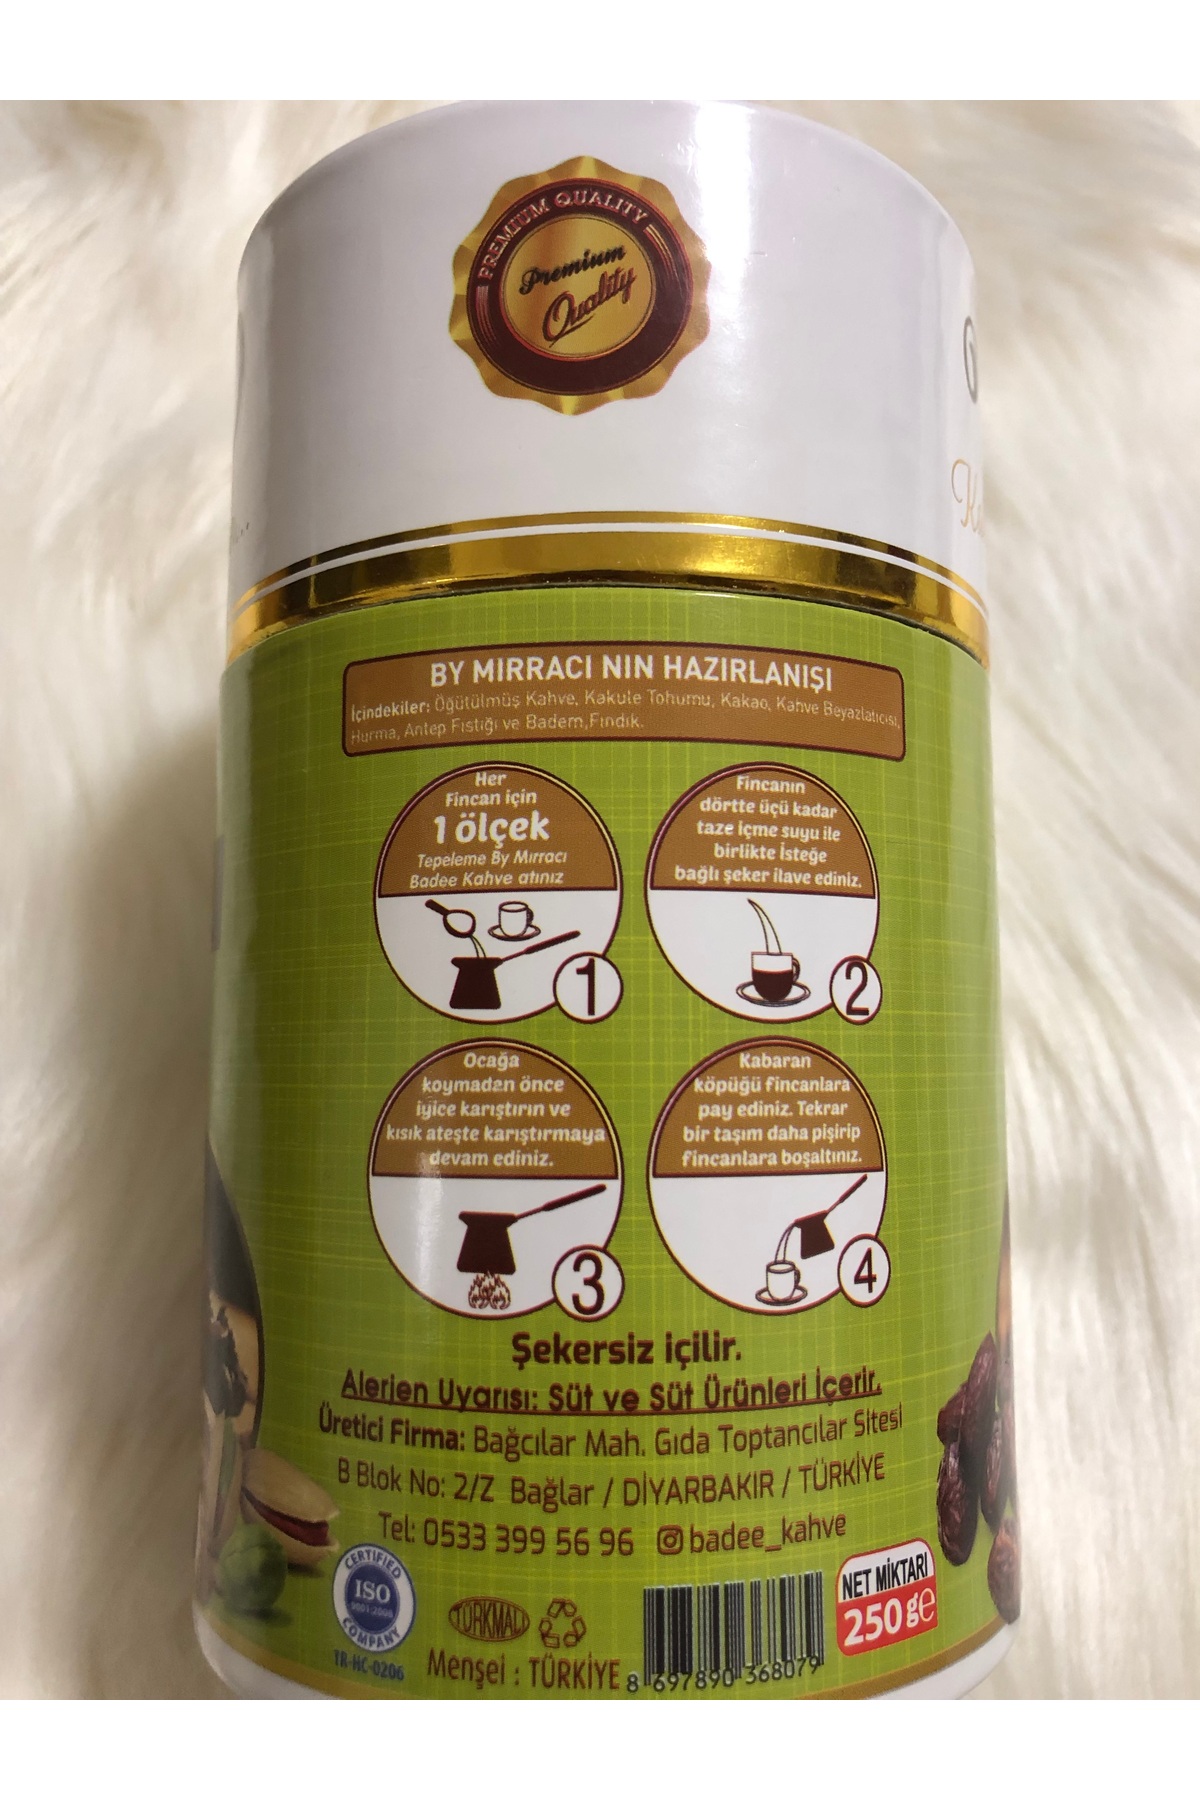 PREMIUM QUALITY
Premium
Quality
BY MIRRACI NIN HAZIRLANIŞI
İçindekiler: Öğütülmüş Kahve, Kakule Tohumu, Kakao, Kahve Beyazlatıcısı,
Hurma, Antep Fıstığı ve Badem,Fındık.
Her
Fincan için
1 ölçek
Tepeleme By Mırracı
Badee Kahve atınız
1
Fincanın
dörtte üçü kadar
taze içme suyu ile
birlikte İsteğe
bağlı şeker ilave ediniz.
2
Ocağa
koymadan önce
iyice karıştırın ve
kısık ateşte karıştırmaya
devam ediniz.
3
Kabaran
köpüğü fincanlara
pay ediniz. Tekrar
bir taşım daha pişirip
fincanlara boşaltınız.
4
Şekersiz içilir.
Alerjen Uyarısı: Süt ve Süt Ürünleri İçerir.
Üretici Firma: Bağcılar Mah. Gıda Toptancılar Sitesi
B Blok No: 2/Z Bağlar / DİYARBAKIR / TÜRKİYE
Tel: 0533 399 56 96 badee_kahve
CERTIFIED
ISO
9001:2008
COMPANY
TR-HC-0206
TÜRKMALI
Menşei : TÜRKİYE
8 697890 368079
NET MİKTARI
250 g e